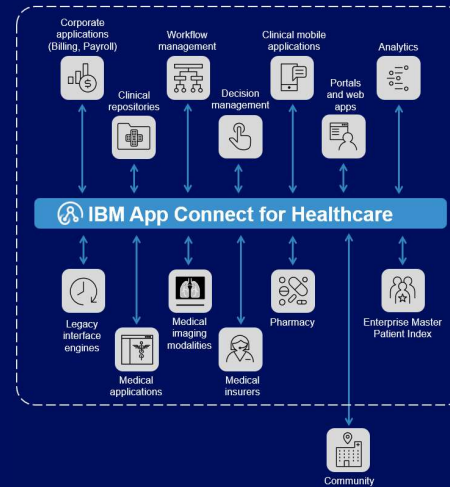 Corporate
applications
(Billing, Payroll)
Workflow
management
Clinical mobile
applications
Analytics
Clinical
repositories
Decision
management
Portals
and web
apps
IBM App Connect for Healthcare
Legacy
interface
engines
Medical
imaging
modalities
Pharmacy
Enterprise Master
Patient Index
Medical
applications
Medical
insurers
Community